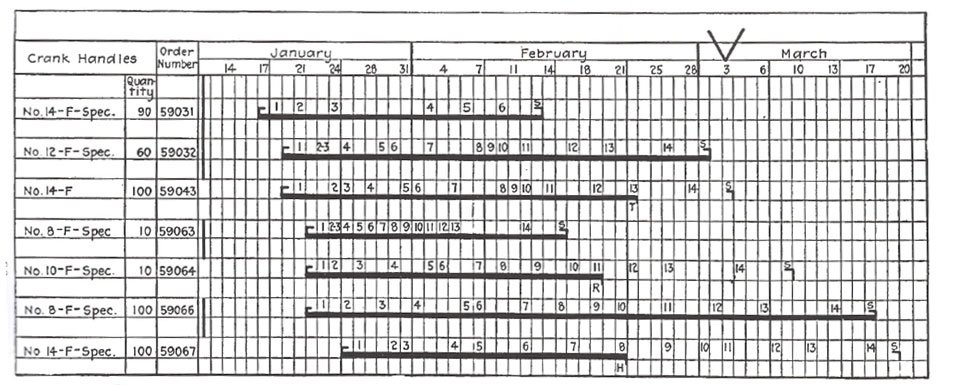 January February March
Crank Handles Order Number
14 17 21 24 28 31 4 7 11 14 18 21 25 28 3 6 10 13 17 20
Quan-tity
No.14-F-Spec. 90 59031 1 2 3 4 5 6 S
No 12-F-Spec. 60 59032 1 2-3 4 5 6 7 8 9 10 11 12 13 14 S
No.14-F 100 59043 1 2 3 4 5 6 7 8 9 10 11 12 13 14 S
T
No. 8-F-Spec 10 59063 1 2-3 4 5 6 7 8 9 10 11 12 13 14 S
No.10-F-Spec. 10 59064 1 2 3 4 5 6 7 8 9 10 11 12 13 14 S
R
No. 8-F-Spec. 100 59066 1 2 3 4 5 6 7 8 9 10 11 12 13 14 S
No 14-F-Spec. 100 59067 1 2 3 4 5 6 7 8 9 10 11 12 13 14 S
H